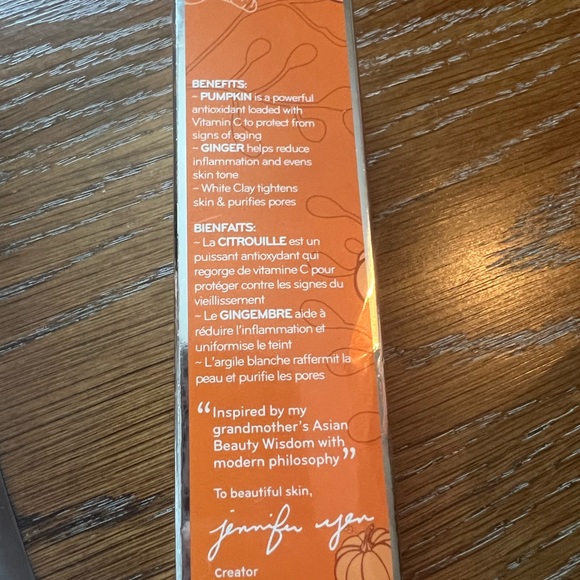 BENEFITS:
~ PUMPKIN is a powerful
antioxidant loaded with
Vitamin C to protect from
signs of aging
~ GINGER helps reduce
inflammation and evens
skin tone
~ White Clay tightens
skin & purifies pores
BIENFAITS:
~ La CITROUILLE est un
puissant antioxydant qui
regorge de vitamine C pour
protéger contre les signes du
vieillissement
~ Le GINGEMBRE aide à
réduire l'inflammation et
uniformise le teint
~ L'argile blanche raffermit la
peau et purifie les pores
“Inspired by my
grandmother's Asian
Beauty Wisdom with
modern philosophy”
To beautiful skin,
jennifer yen
Creator